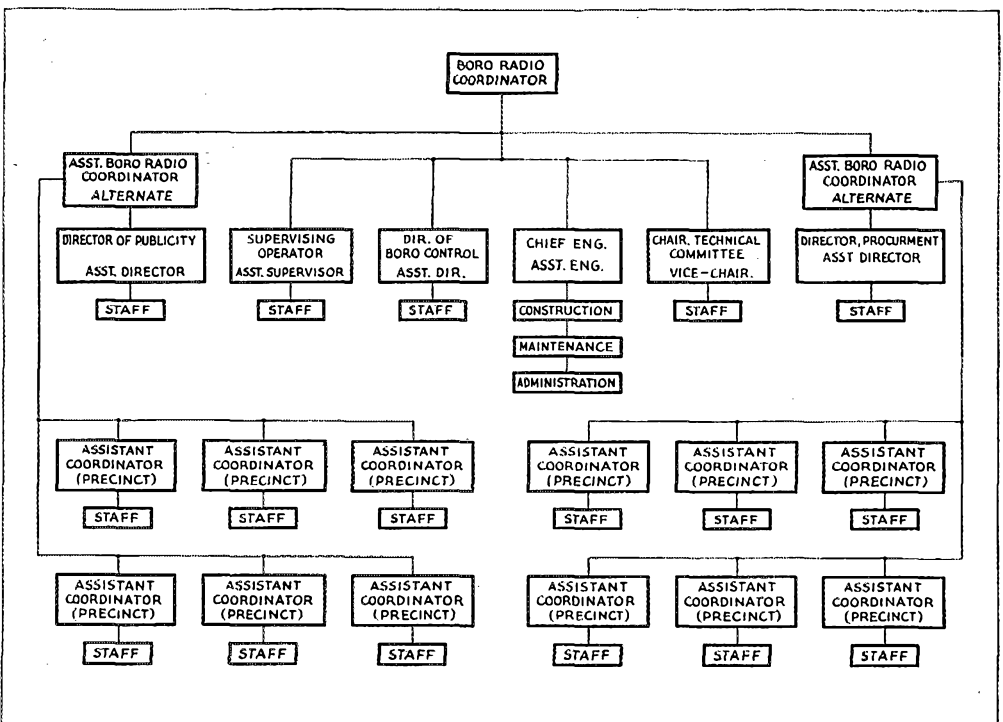 BORO RADIO
COORDINATOR
ASST. BORO RADIO
COORDINATOR
ALTERNATE
ASST. BORO RADIO
COORDINATOR
ALTERNATE
DIRECTOR OF PUBLICITY
ASST. DIRECTOR
STAFF
SUPERVISING
OPERATOR
ASST. SUPERVISOR
STAFF
DIR. OF
BORO CONTROL
ASST. DIR.
STAFF
CHIEF ENG.
ASST. ENG.
CONSTRUCTION
MAINTENANCE
ADMINISTRATION
CHAIR. TECHNICAL
COMMITTEE
VICE-CHAIR.
STAFF
DIRECTOR, PROCURMENT
ASST DIRECTOR
STAFF
ASSISTANT
COORDINATOR
(PRECINCT)
STAFF
ASSISTANT
COORDINATOR
(PRECINCT)
STAFF
ASSISTANT
COORDINATOR
(PRECINCT)
STAFF
ASSISTANT
COORDINATOR
(PRECINCT)
STAFF
ASSISTANT
COORDINATOR
(PRECINCT)
STAFF
ASSISTANT
COORDINATOR
(PRECINCT)
STAFF
ASSISTANT
COORDINATOR
(PRECINCT)
STAFF
ASSISTANT
COORDINATOR
(PRECINCT)
STAFF
ASSISTANT
COORDINATOR
(PRECINCT)
STAFF
ASSISTANT
COORDINATOR
(PRECINCT)
STAFF
ASSISTANT
COORDINATOR
(PRECINCT)
STAFF
ASSISTANT
COORDINATOR
(PRECINCT)
STAFF